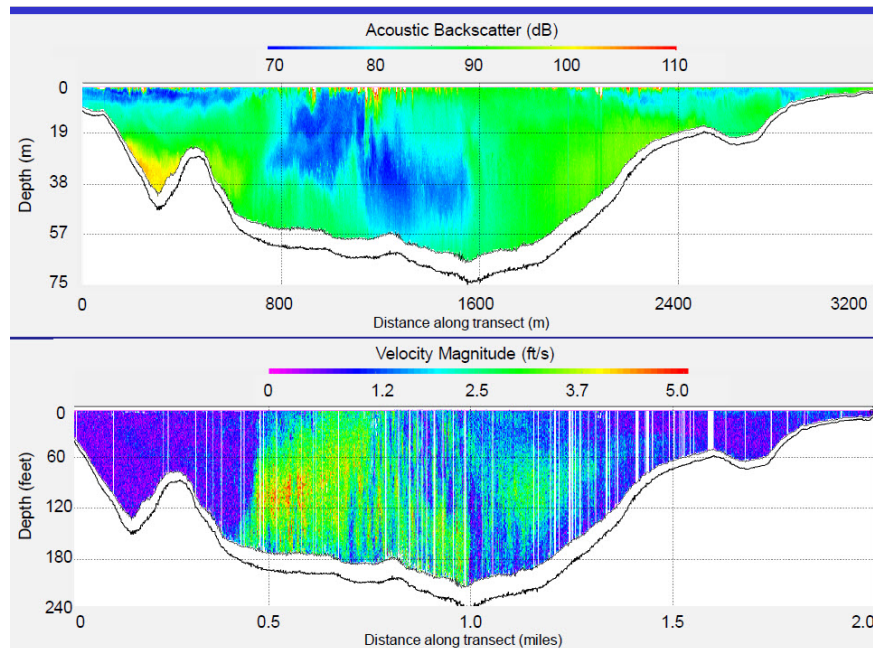 Acoustic Backscatter (dB)
70 80 90 100 110
0
19
38
57
75
Depth (m)
0 800 1600 2400 3200
Distance along transect (m)
Velocity Magnitude (ft/s)
0 1.2 2.5 3.7 5.0
0
60
120
180
240
Depth (feet)
0 0.5 1.0 1.5 2.0
Distance along transect (miles)